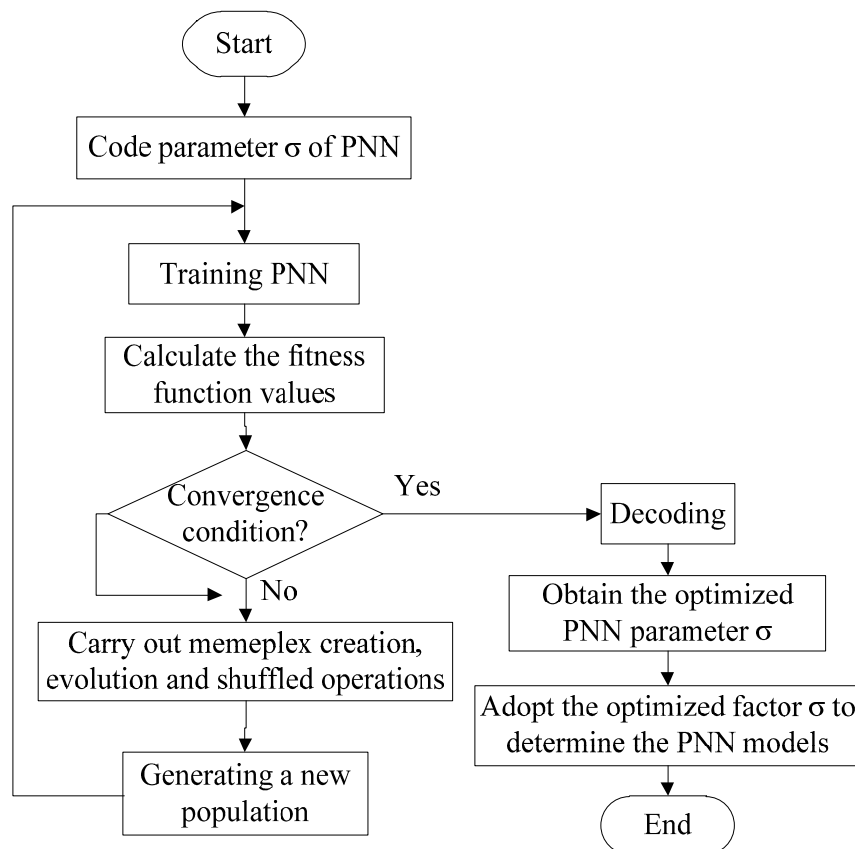 Start
Code parameter σ of PNN
Training PNN
Calculate the fitness
function values
Convergence
condition?
Yes
No
Carry out memeplex creation,
evolution and shuffled operations
Generating a new
population
Decoding
Obtain the optimized
PNN parameter σ
Adopt the optimized factor σ to
determine the PNN models
End